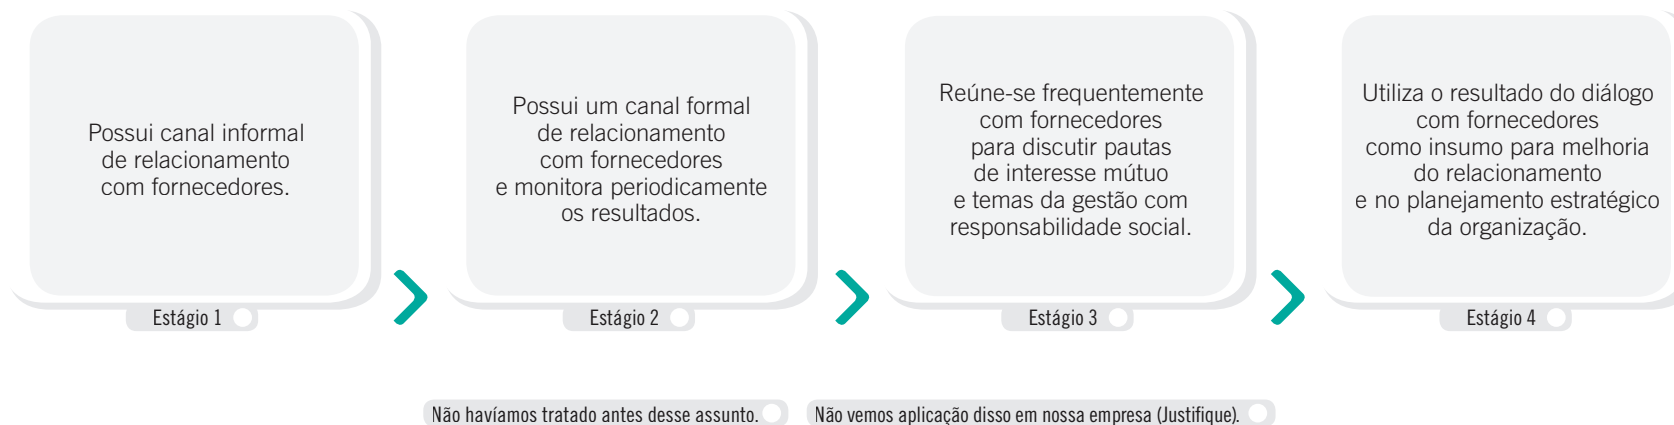 Possui canal informal
de relacionamento
com fornecedores.
Estágio 1
Possui um canal formal
de relacionamento
com fornecedores
e monitora periodicamente
os resultados.
Estágio 2
Reúne-se frequentemente
com fornecedores
para discutir pautas
de interesse mútuo
e temas da gestão com
responsabilidade social.
Estágio 3
Utiliza o resultado do diálogo
com fornecedores
como insumo para melhoria
do relacionamento
e no planejamento estratégico
da organização.
Estágio 4
Não havíamos tratado antes desse assunto.
Não vemos aplicação disso em nossa empresa (Justifique).